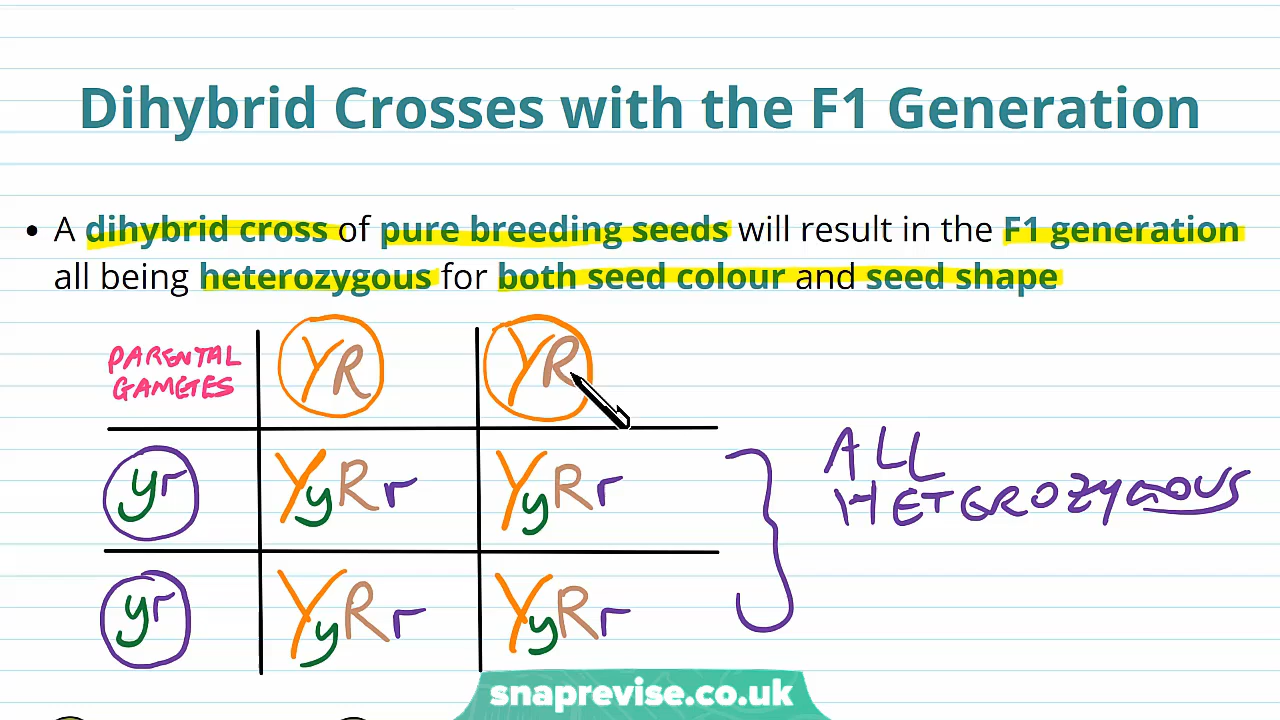 Dihybrid Crosses with the F1 Generation
• A dihybrid cross of pure breeding seeds will result in the F1 generation
all being heterozygous for both seed colour and seed shape
PARENTAL
GAMETES
YR YR
yr YyRr YyRr
yr YyRr YyRr
ALL
HETEROZYGOUS
snaprevise.co.uk